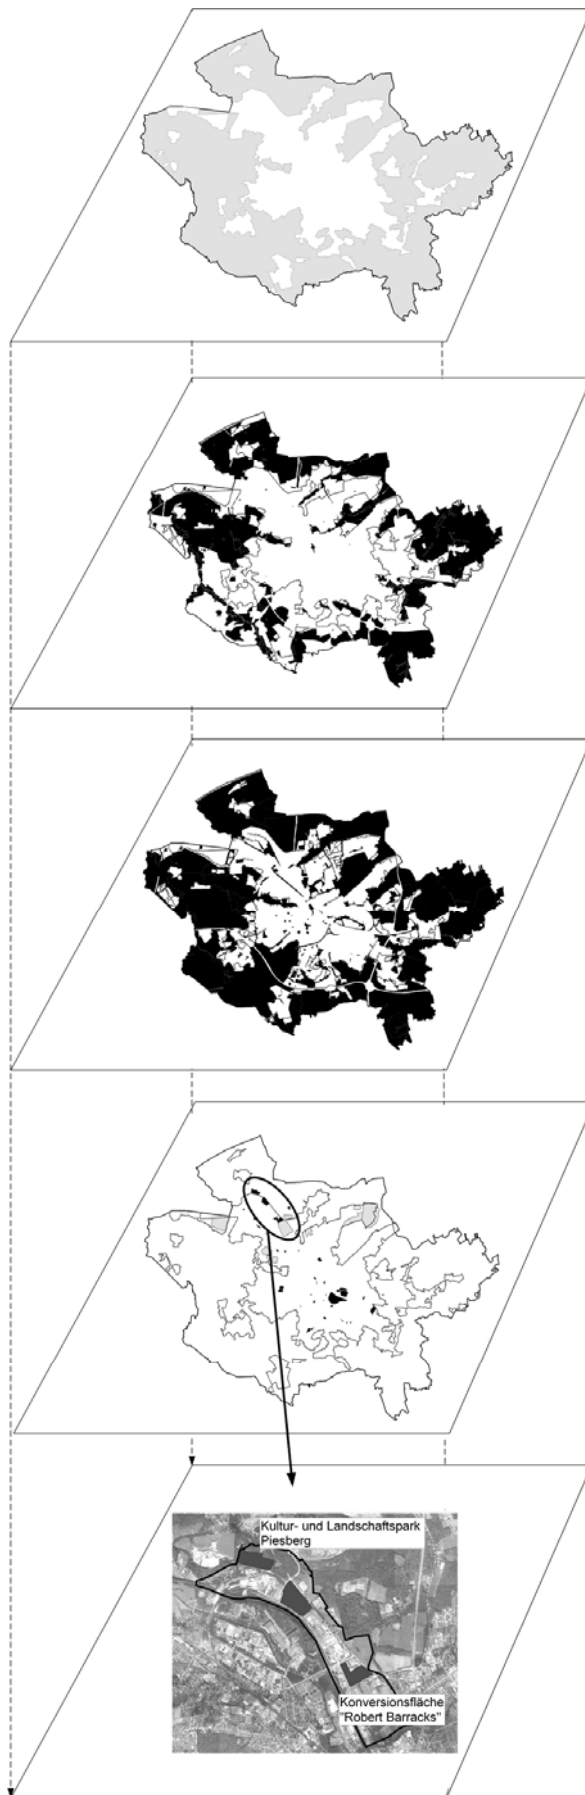 Kultur- und Landschaftspark
Piesberg
Konversionsfläche
"Robert Barracks"